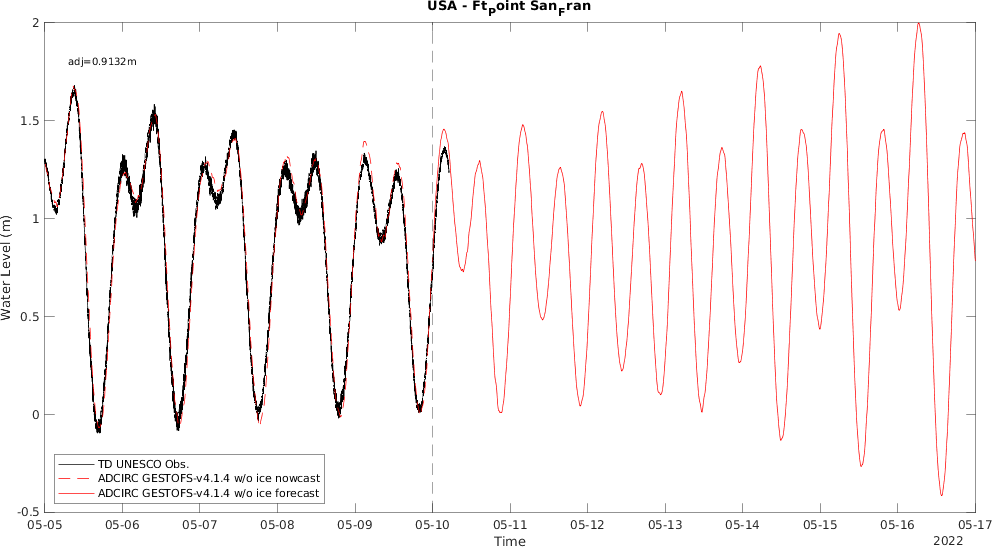 USA - FtPoint SanFran
adj=0.9132m
2
1.5
1
0.5
0
-0.5
Water Level (m)
TD UNESCO Obs.
ADCIRC GESTOFS-v4.1.4 w/o ice nowcast
ADCIRC GESTOFS-v4.1.4 w/o ice forecast
05-05 05-06 05-07 05-08 05-09 05-10 05-11 05-12 05-13 05-14 05-15 05-16 05-17
Time
2022